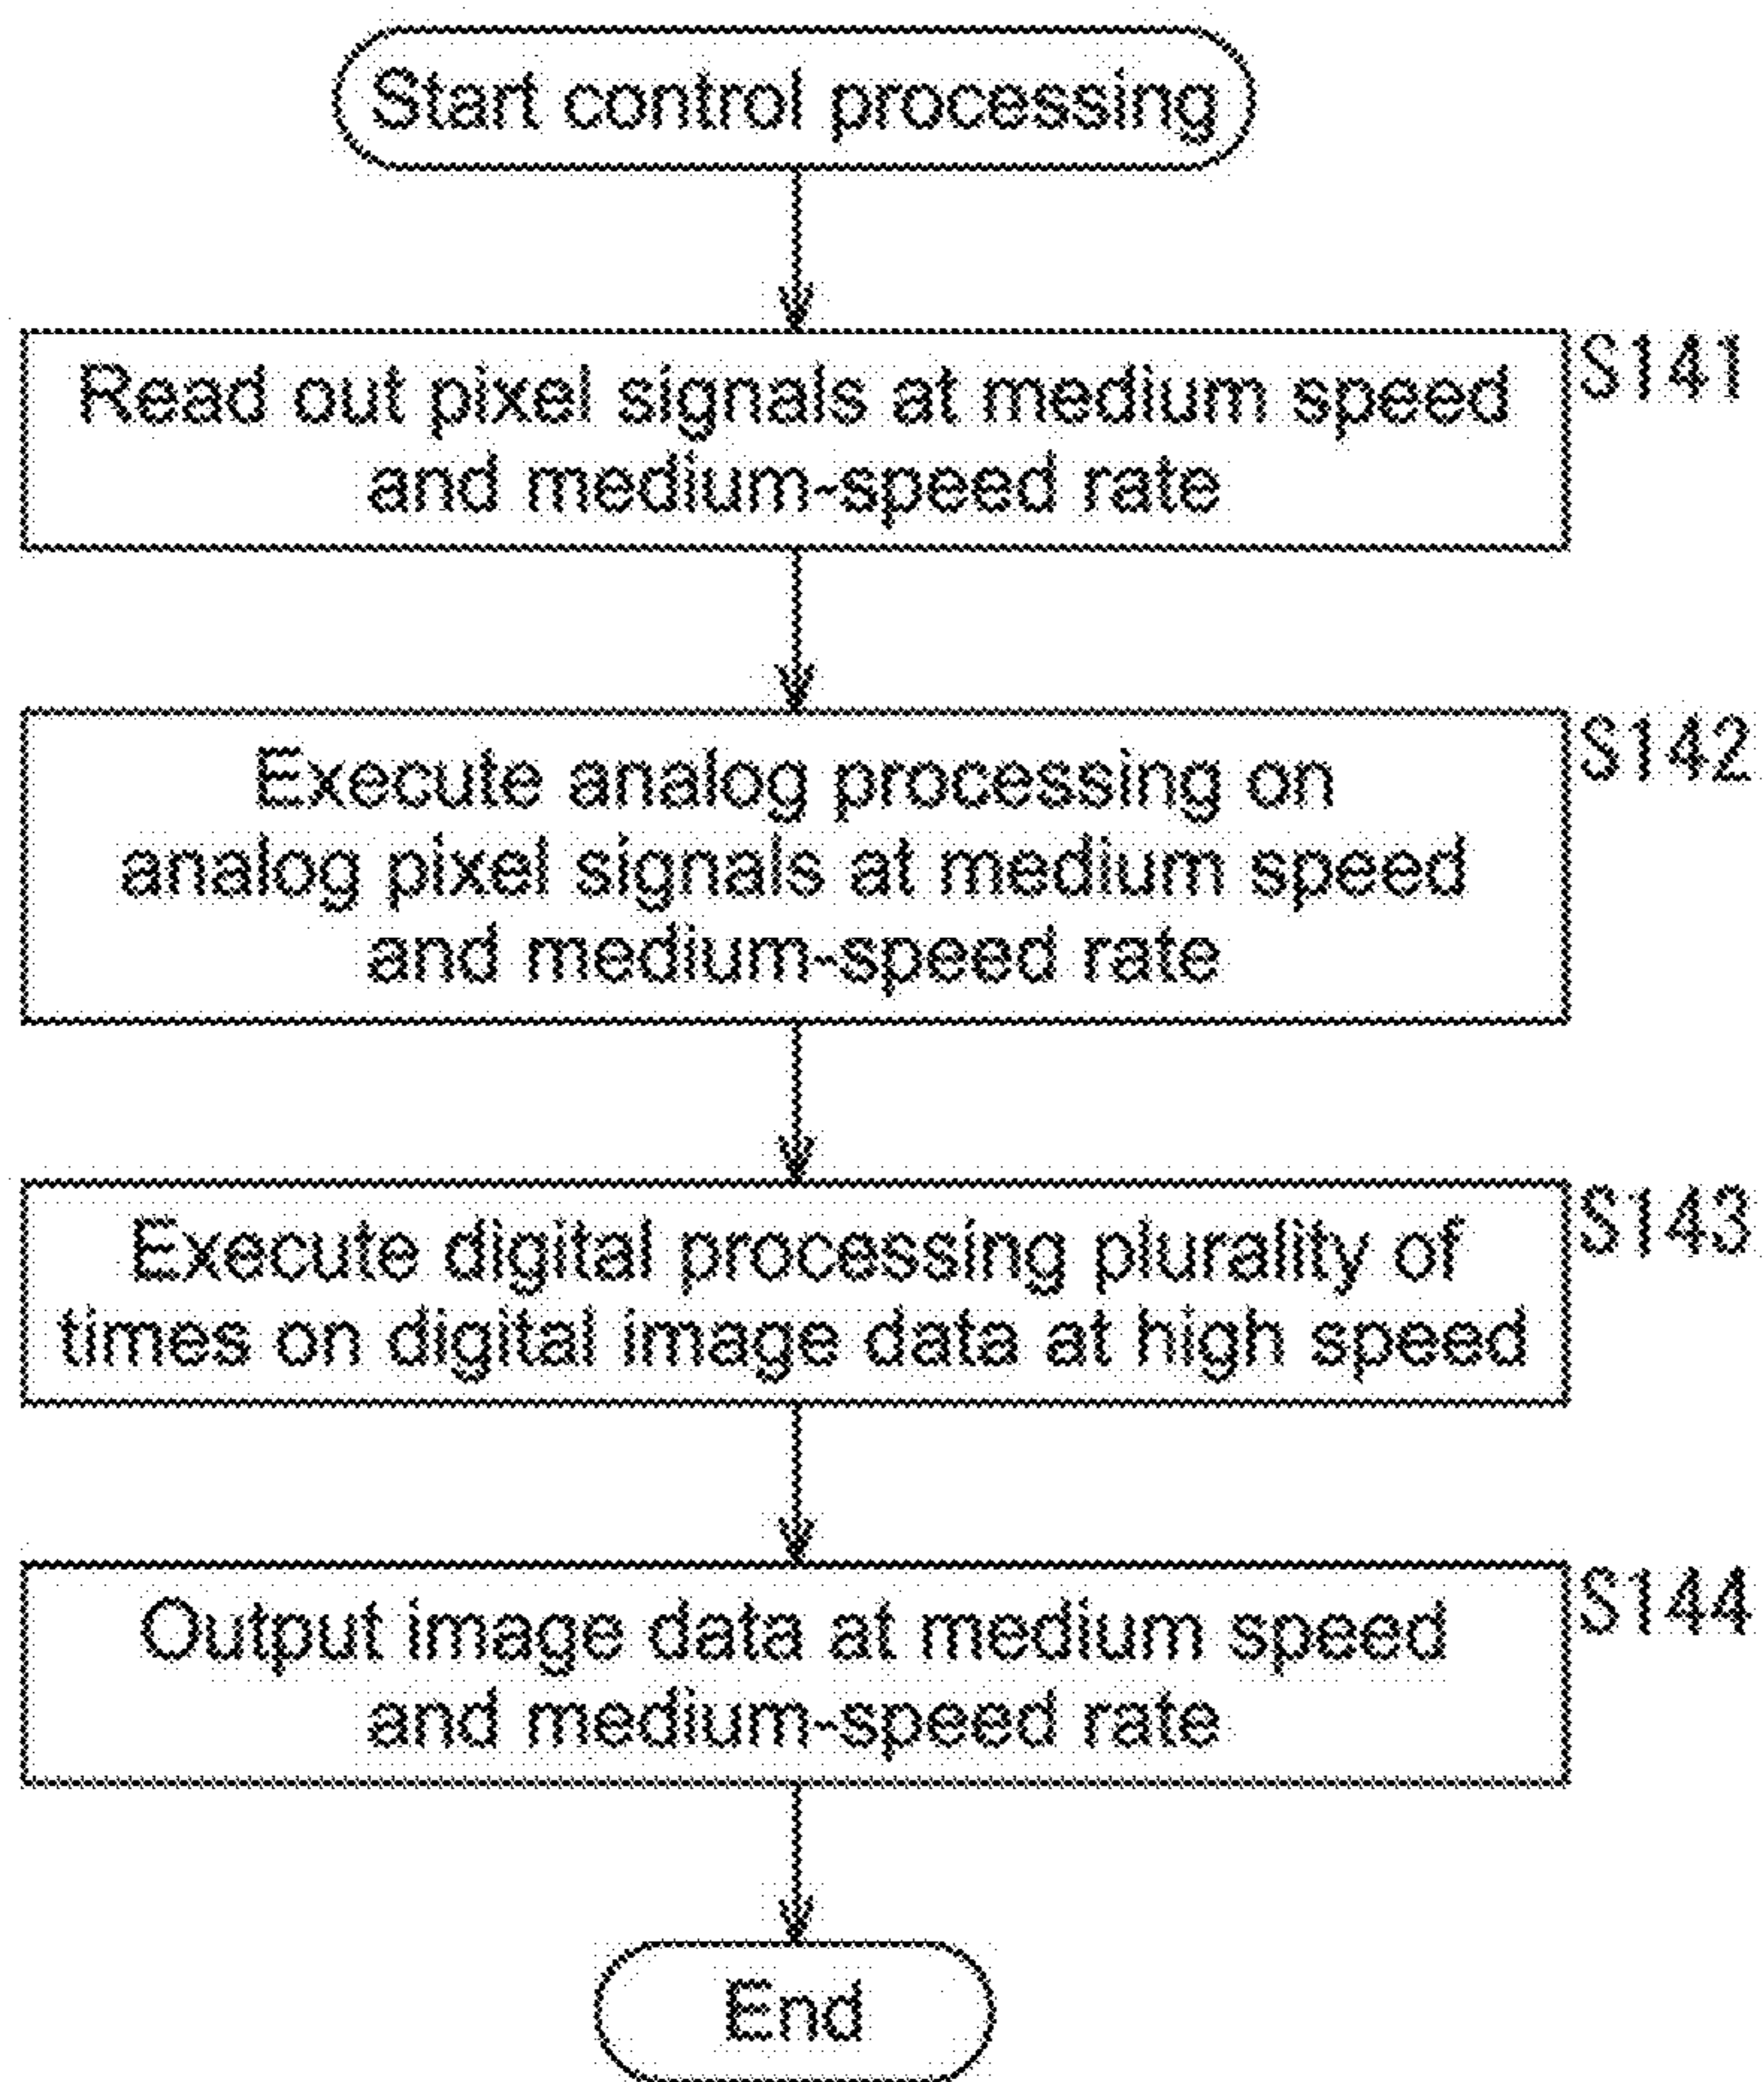 Start control processing
Read out pixel signals at medium speed
and medium-speed rate
S141
Execute analog processing on
analog pixel signals at medium speed
and medium-speed rate
S142
Execute digital processing plurality of
times on digital image data at high speed
S143
Output image data at medium speed
and medium-speed rate
S144
End